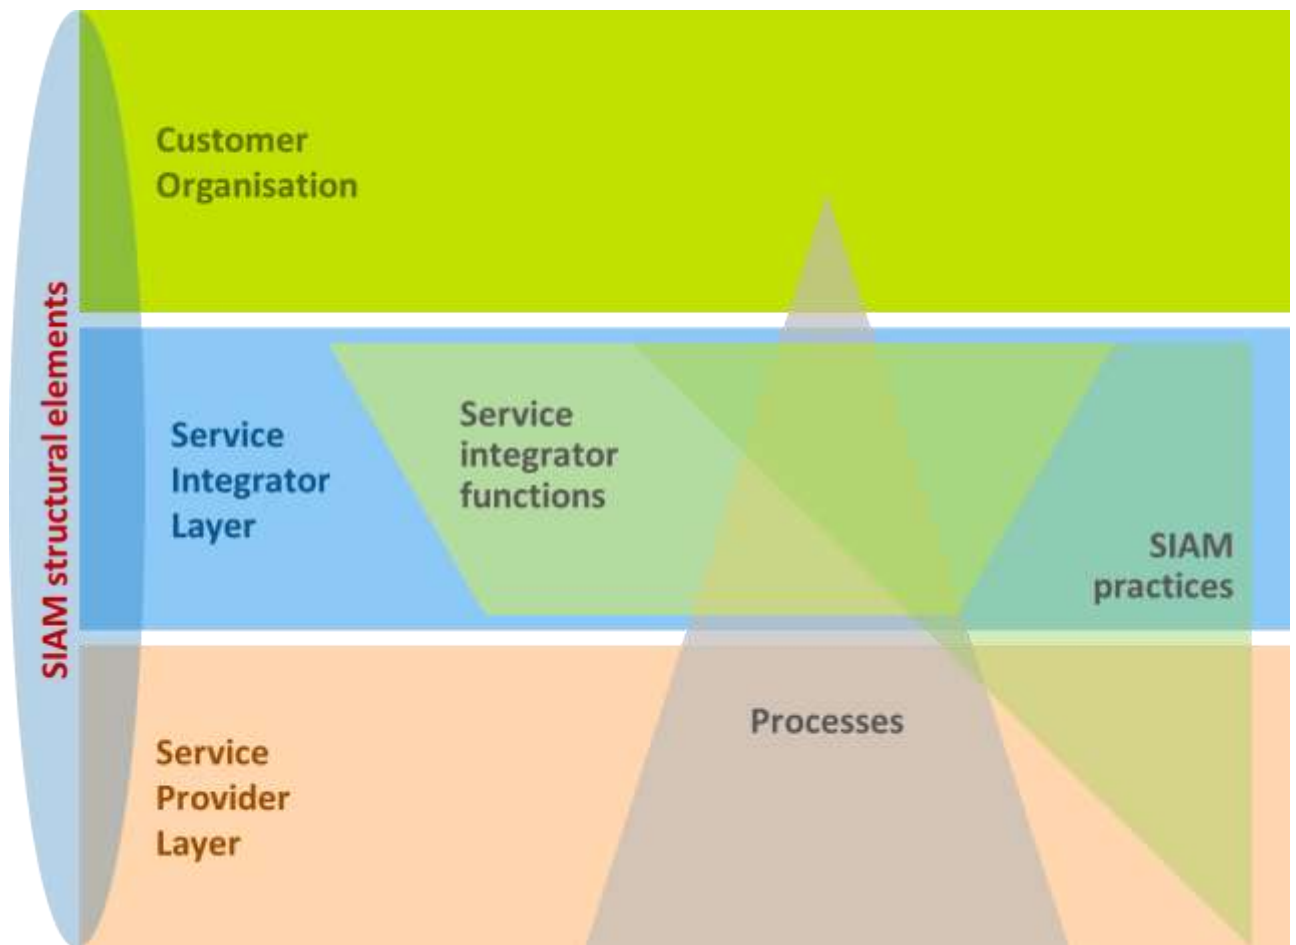 SIAM structural elements
Customer
Organisation
Service
Integrator
Layer
Service
integrator
functions
SIAM
practices
Service
Provider
Layer
Processes